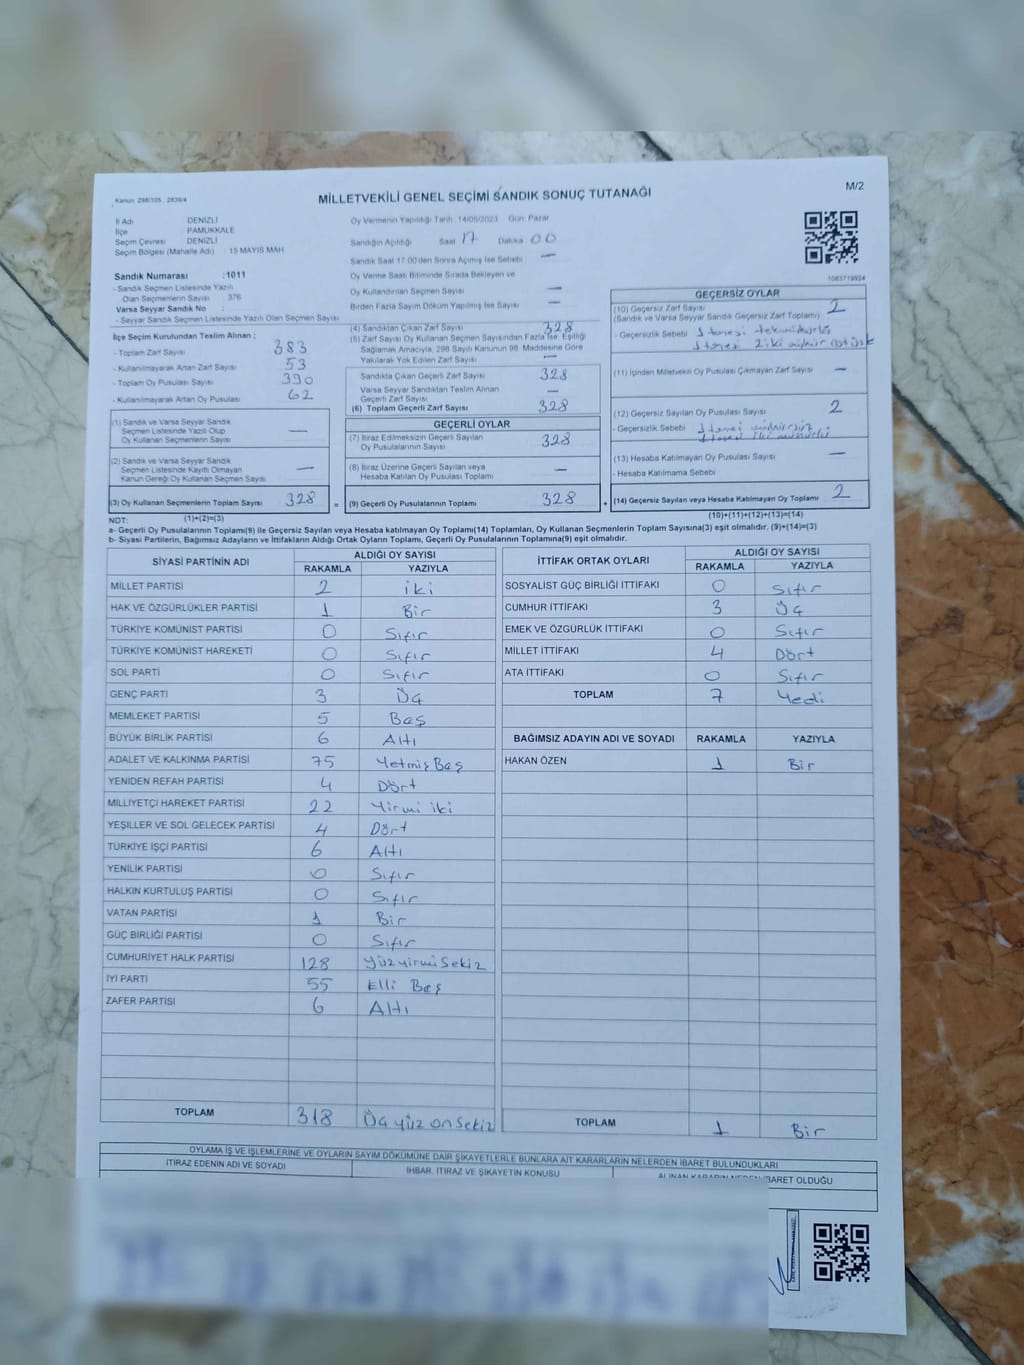 Kanun: 298/105 , 2839/4
MİLLETVEKİLİ GENEL SEÇİMİ SANDIK SONUÇ TUTANAĞI
M/2
İl Adı DENİZLİ
İlçe PAMUKKALE
Seçim Çevresi DENİZLİ
Seçim Bölgesi (Mahalle Adı) : 15 MAYIS MAH
Oy Vermenin Yapıldığı Tarih 14/05/2023 Gün: Pazar
Sandığın Açıldığı Saat 17 Dakika 00
Sandık Saat 17:00'den Sonra Açılmış İse Sebebi —
Oy Verme Saati Bitiminde Sırada Bekleyen ve
Oy Kullandırılan Seçmen Sayısı —
Birden Fazla Sayım Döküm Yapılmış İse Sayısı —
1083719924
Sandık Numarası :1011
- Sandık Seçmen Listesinde Yazılı
Olan Seçmenlerin Sayısı : 376
Varsa Seyyar Sandık No :
- Seyyar Sandık Seçmen Listesinde Yazılı Olan Seçmen Sayısı
İlçe Seçim Kurulundan Teslim Alınan ;
- Toplam Zarf Sayısı 383
- Kullanılmayarak Artan Zarf Sayısı 53
- Toplam Oy Pusulası Sayısı 390
- Kullanılmayarak Artan Oy Pusulası 62
(1) Sandık ve Varsa Seyyar Sandık
Seçmen Listesinde Yazılı Olup
Oy Kullanan Seçmenlerin Sayısı —
(2) Sandık ve Varsa Seyyar Sandık
Seçmen Listesinde Kayıtlı Olmayan
Kanun Gereği Oy Kullanan Seçmen Sayısı —
(3) Oy Kullanan Seçmenlerin Toplam Sayısı 328 =
(1)+(2)=(3)
(4) Sandıktan Çıkan Zarf Sayısı 328
(5) Zarf Sayısı Oy Kullanan Seçmen Sayısından Fazla İse, Eşitliği
Sağlamak Amacıyla, 298 Sayılı Kanunun 98. Maddesine Göre
Yakılarak Yok Edilen Zarf Sayısı —
Sandıkta Çıkan Geçerli Zarf Sayısı 328
Varsa Seyyar Sandıktan Teslim Alınan
Geçerli Zarf Sayısı —
(6) Toplam Geçerli Zarf Sayısı 328
GEÇERLİ OYLAR
(7) İtiraz Edilmeksizin Geçerli Sayılan
Oy Pusulalarının Sayısı 328
(8) İtiraz Üzerine Geçerli Sayılan veya
Hesaba Katılan Oy Pusulası Sayısı —
(9) Geçerli Oy Pusulalarının Toplamı 328 +
GEÇERSİZ OYLAR
(10) Geçersiz Zarf Sayısı 2
(Sandık ve Varsa Seyyar Sandık Geçersiz Zarf Toplamı)
- Geçersizlik Sebebi : 1 tanesi
1 tanesi
(11) İçinden Milletvekili Oy Pusulası Çıkmayan Zarf Sayısı —
(12) Geçersiz Sayılan Oy Pusulası Sayısı 2
- Geçersizlik Sebebi : 1 tanesi mühürsüz
1 tanesi iki mühürlü
(13) Hesaba Katılmayan Oy Pusulası Sayısı —
- Hesaba Katılmama Sebebi :
(14) Geçersiz Sayılan veya Hesaba Katılmayan Oy Toplamı 2
(10)+(11)+(12)+(13)=(14)
NOT:
a- Geçerli Oy Pusulalarının Toplamı(9) ile Geçersiz Sayılan veya Hesaba katılmayan Oy Toplamı(14) Toplamları, Oy Kullanan Seçmenlerin Toplam Sayısına(3) eşit olmalıdır. (9)+(14)=(3)
b- Siyasi Partilerin, Bağımsız Adayların ve İttifakların Aldığı Ortak Oyların Toplamı, Geçerli Oy Pusulalarının Toplamına(9) eşit olmalıdır.
SİYASİ PARTİNİN ADI ALDIĞI OY SAYISI
RAKAMLA YAZIYLA
MİLLET PARTİSİ 2 iki
HAK VE ÖZGÜRLÜKLER PARTİSİ 1 Bir
TÜRKİYE KOMÜNİST PARTİSİ 0 Sıfır
TÜRKİYE KOMÜNİST HAREKETİ 0 Sıfır
SOL PARTİ 0 Sıfır
GENÇ PARTİ 3 Üç
MEMLEKET PARTİSİ 5 Beş
BÜYÜK BİRLİK PARTİSİ 6 Altı
ADALET VE KALKINMA PARTİSİ 75 Yetmiş Beş
YENİDEN REFAH PARTİSİ 4 Dört
MİLLİYETÇİ HAREKET PARTİSİ 22 Yirmi iki
YEŞİLLER VE SOL GELECEK PARTİSİ 4 Dört
TÜRKİYE İŞÇİ PARTİSİ 6 Altı
YENİLİK PARTİSİ 0 Sıfır
HALKIN KURTULUŞ PARTİSİ 0 Sıfır
VATAN PARTİSİ 1 Bir
GÜÇ BİRLİĞİ PARTİSİ 0 Sıfır
CUMHURİYET HALK PARTİSİ 128 YüzyirmiSekiz
İYİ PARTİ 55 Elli Beş
ZAFER PARTİSİ 6 Altı
TOPLAM 318 Üçyüz onSekiz
İTTİFAK ORTAK OYLARI ALDIĞI OY SAYISI
RAKAMLA YAZIYLA
SOSYALİST GÜÇ BİRLİĞİ İTTİFAKI 0 Sıfır
CUMHUR İTTİFAKI 3 Üç
EMEK VE ÖZGÜRLÜK İTTİFAKI 0 Sıfır
MİLLET İTTİFAKI 4 Dört
ATA İTTİFAKI 0 Sıfır
TOPLAM 7 Yedi
BAĞIMSIZ ADAYIN ADI VE SOYADI RAKAMLA YAZIYLA
HAKAN ÖZEN 1 Bir
TOPLAM 1 Bir
OYLAMA İŞ VE İŞLEMLERİNE VE OYLARIN SAYIM DÖKÜMÜNE DAİR ŞİKAYETLERLE BUNLARA AİT KARARLARIN NELERDEN İBARET BULUNDUKLARI
İTİRAZ EDENİN ADI VE SOYADI İHBAR, İTİRAZ VE ŞİKAYETİN KONUSU ALINAN KARARIN NEDEN İBARET OLDUĞU